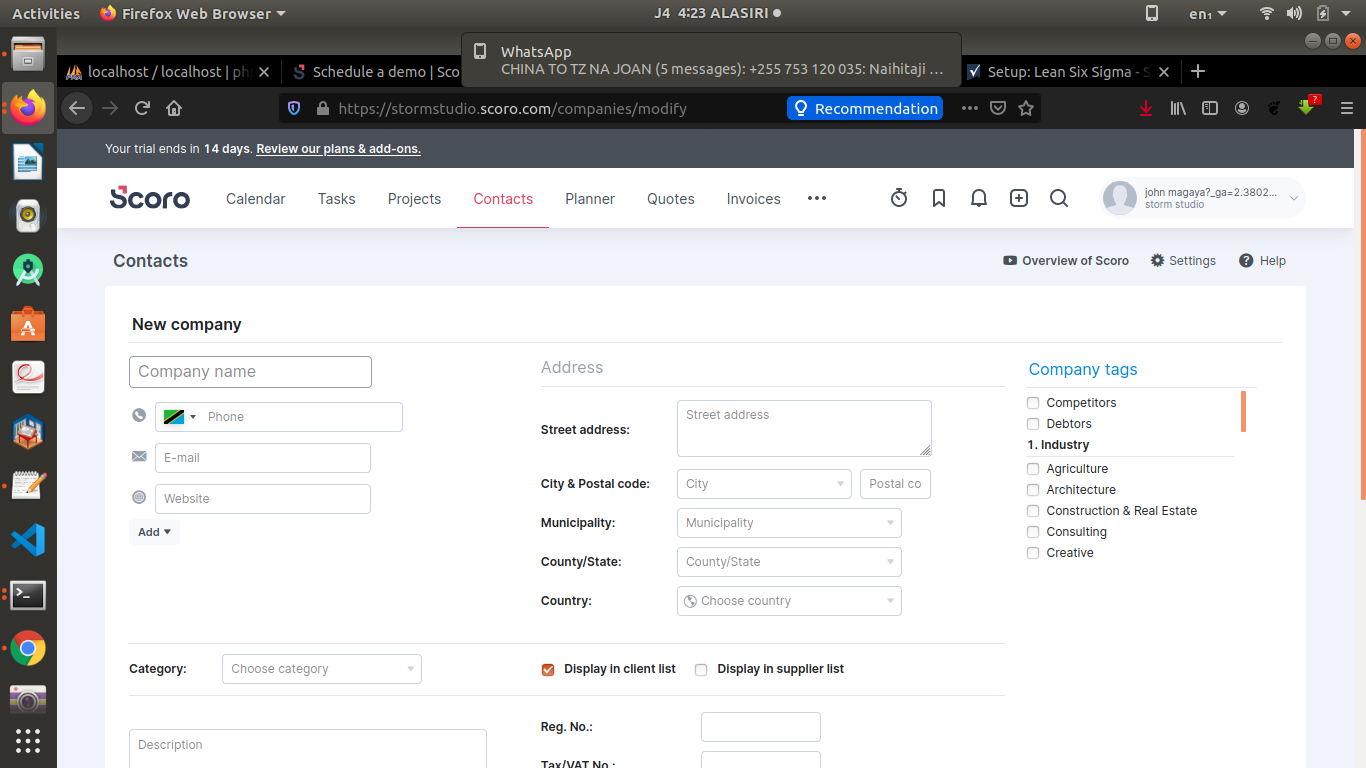 Activities Firefox Web Browser J4 4:23 ALASIRI en₁
WhatsApp
CHINA TO TZ NA JOAN (5 messages): +255 753 120 035: Naihitaji ...
localhost / localhost | ph Schedule a demo | Sco Setup: Lean Six Sigma - S
https://stormstudio.scoro.com/companies/modify Recommendation ?
Your trial ends in 14 days. Review our plans & add-ons.
Scoro Calendar Tasks Projects Contacts Planner Quotes Invoices
john magaya?_ga=2.3802...
storm studio
Contacts Overview of Scoro Settings Help
New company
Company name
Phone
E-mail
Website
Add
Address
Street address: Street address
City & Postal code: City Postal co
Municipality: Municipality
County/State: County/State
Country: Choose country
Company tags
Competitors
Debtors
1. Industry
Agriculture
Architecture
Construction & Real Estate
Consulting
Creative
Category: Choose category Display in client list Display in supplier list
Description
Reg. No.:
Tax/VAT No.: